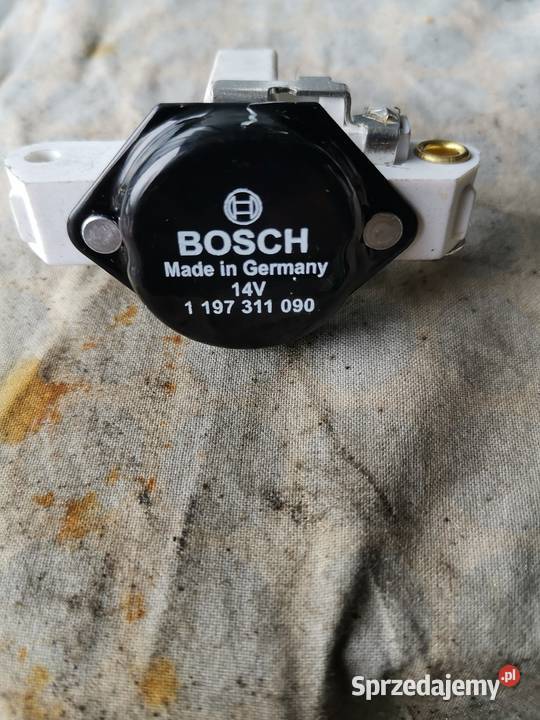 BOSCH
Made in Germany
14V
1 197 311 090
Sprzedajemy.pl